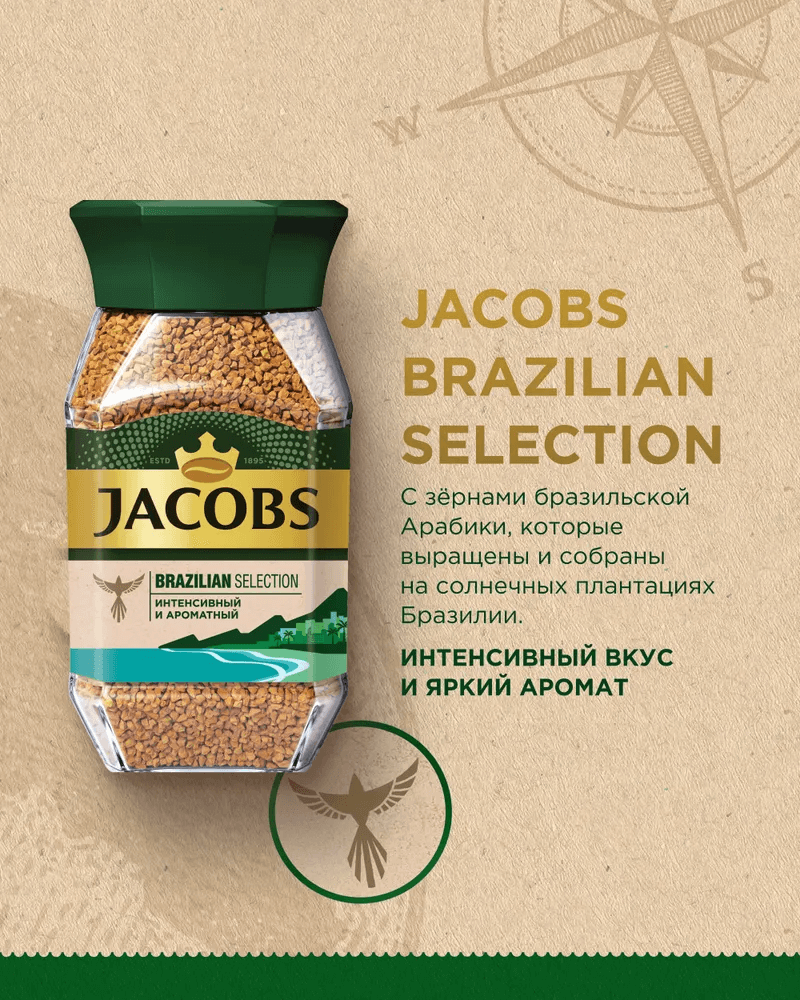 W
S
JACOBS
BRAZILIAN
SELECTION
С зёрнами бразильской
Арабики, которые
выращены и собраны
на солнечных плантациях
Бразилии.
ИНТЕНСИВНЫЙ ВКУС
И ЯРКИЙ АРОМАТ
ESTD 1895
JACOBS
BRAZILIAN SELECTION
ИНТЕНСИВНЫЙ
И АРОМАТНЫЙ